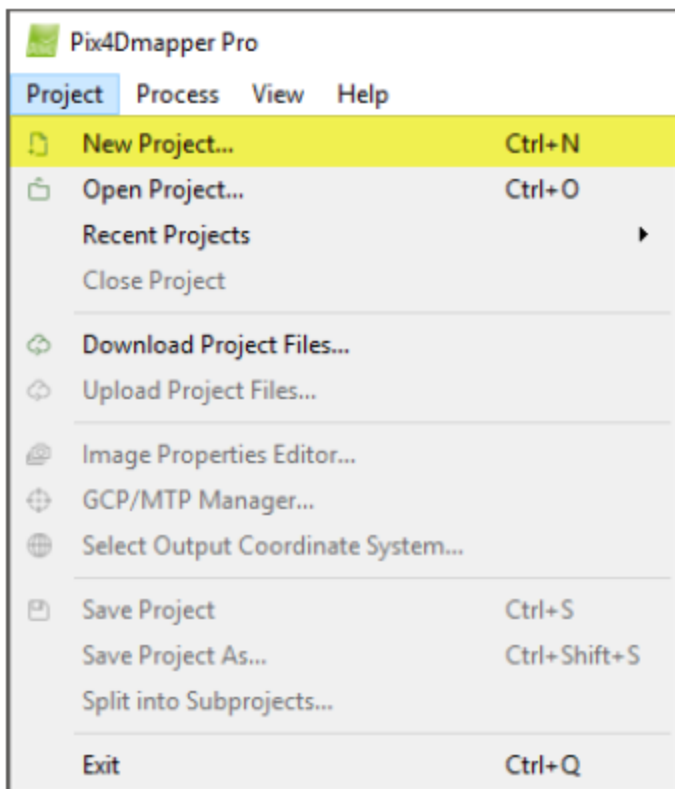 Pix4Dmapper Pro
Project Process View Help
New Project... Ctrl+N
Open Project... Ctrl+O
Recent Projects
Close Project
Download Project Files...
Upload Project Files...
Image Properties Editor...
GCP/MTP Manager...
Select Output Coordinate System...
Save Project Ctrl+S
Save Project As... Ctrl+Shift+S
Split into Subprojects...
Exit Ctrl+Q